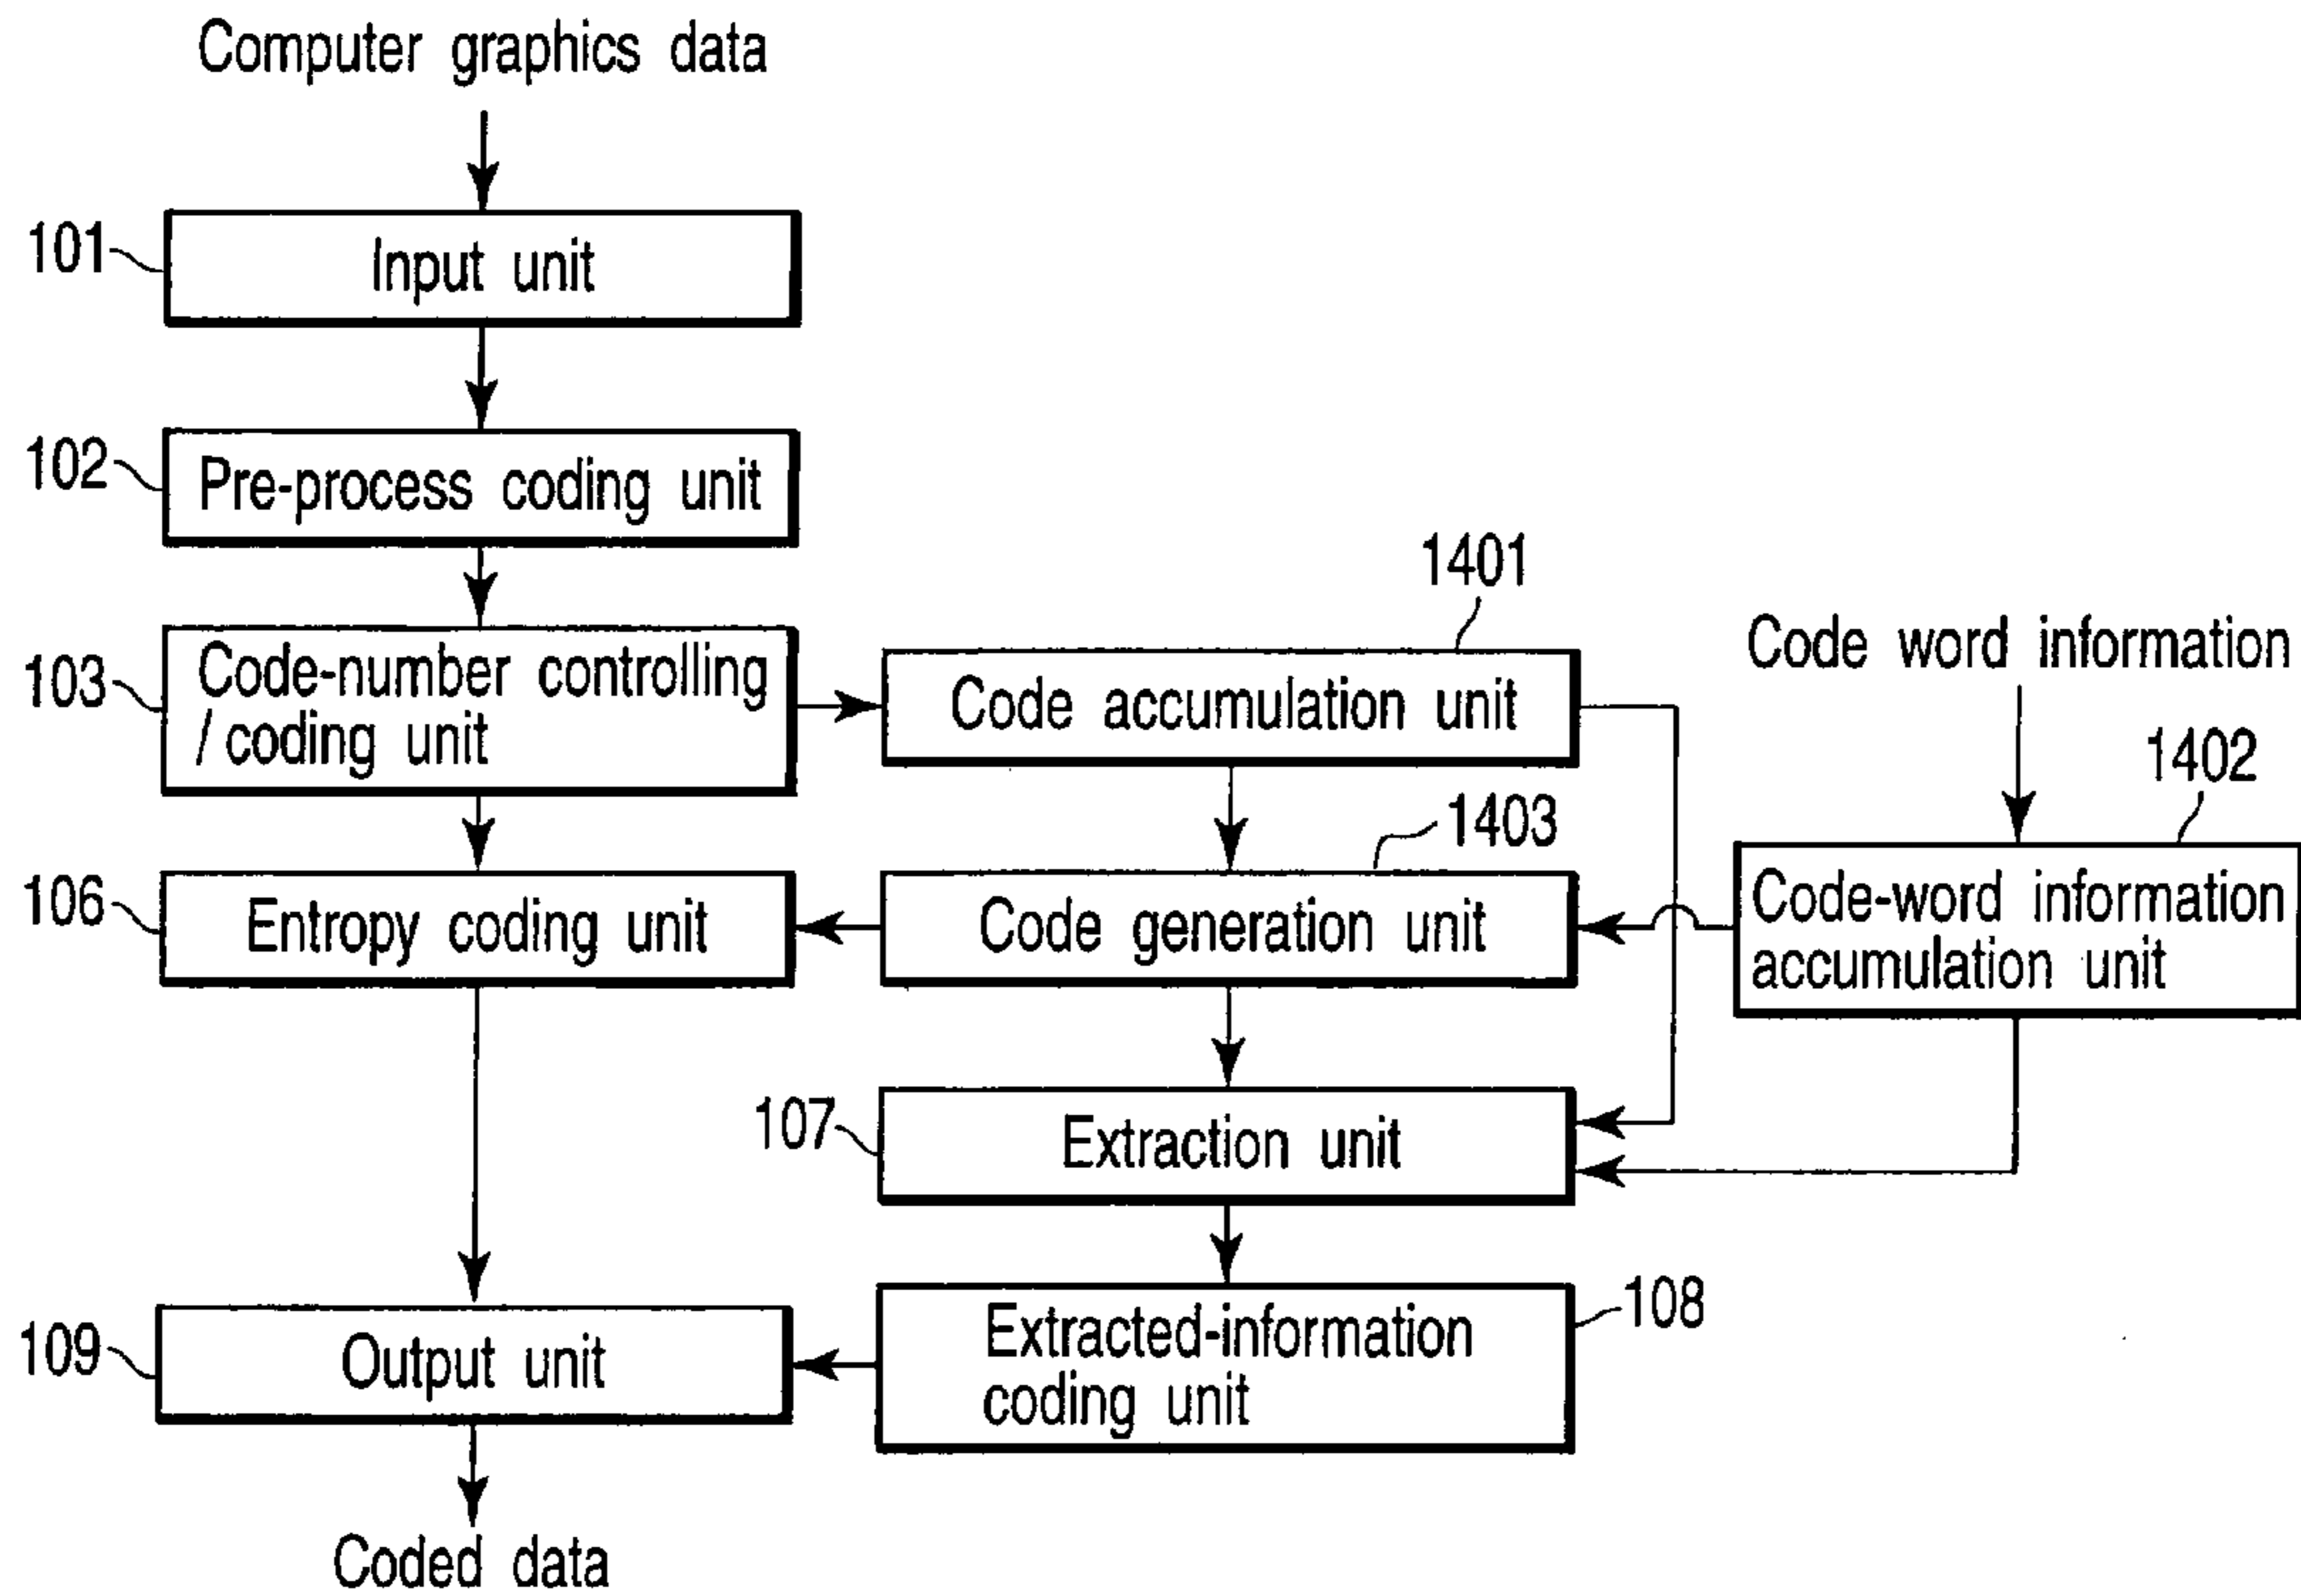 Computer graphics data
101
Input unit
102
Pre-process coding unit
103
Code-number controlling
/coding unit
1401
Code accumulation unit
Code word information
1402
Code-word information
accumulation unit
1403
Code generation unit
106
Entropy coding unit
107
Extraction unit
108
Extracted-information
coding unit
109
Output unit
Coded data